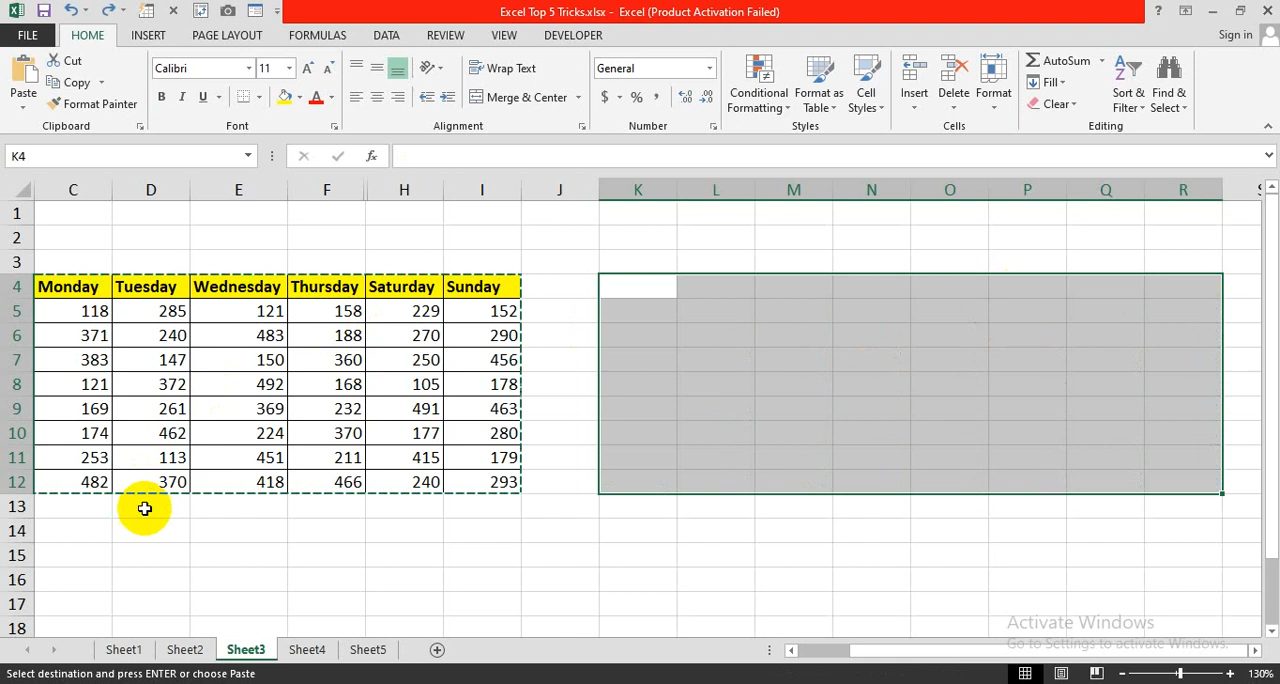 Excel Top 5 Tricks.xlsx - Excel (Product Activation Failed)
FILE HOME INSERT PAGE LAYOUT FORMULAS DATA REVIEW VIEW DEVELOPER Sign in
Paste Cut Copy Format Painter Clipboard
Calibri 11 B I U A Font
Wrap Text Merge & Center Alignment
General $ % , Number
Conditional Formatting Format as Table Cell Styles Styles
Insert Delete Format Cells
AutoSum Fill Clear Sort & Filter Find & Select Editing
K4 fx
C D E F H I J K L M N O P Q R S
1
2
3
4 Monday Tuesday Wednesday Thursday Saturday Sunday
5 118 285 121 158 229 152
6 371 240 483 188 270 290
7 383 147 150 360 250 456
8 121 372 492 168 105 178
9 169 261 369 232 491 463
10 174 462 224 370 177 280
11 253 113 451 211 415 179
12 482 370 418 466 240 293
13
14
15
16
17
18
Activate Windows
Go to Settings to activate Windows.
Sheet1 Sheet2 Sheet3 Sheet4 Sheet5
Select destination and press ENTER or choose Paste 130%